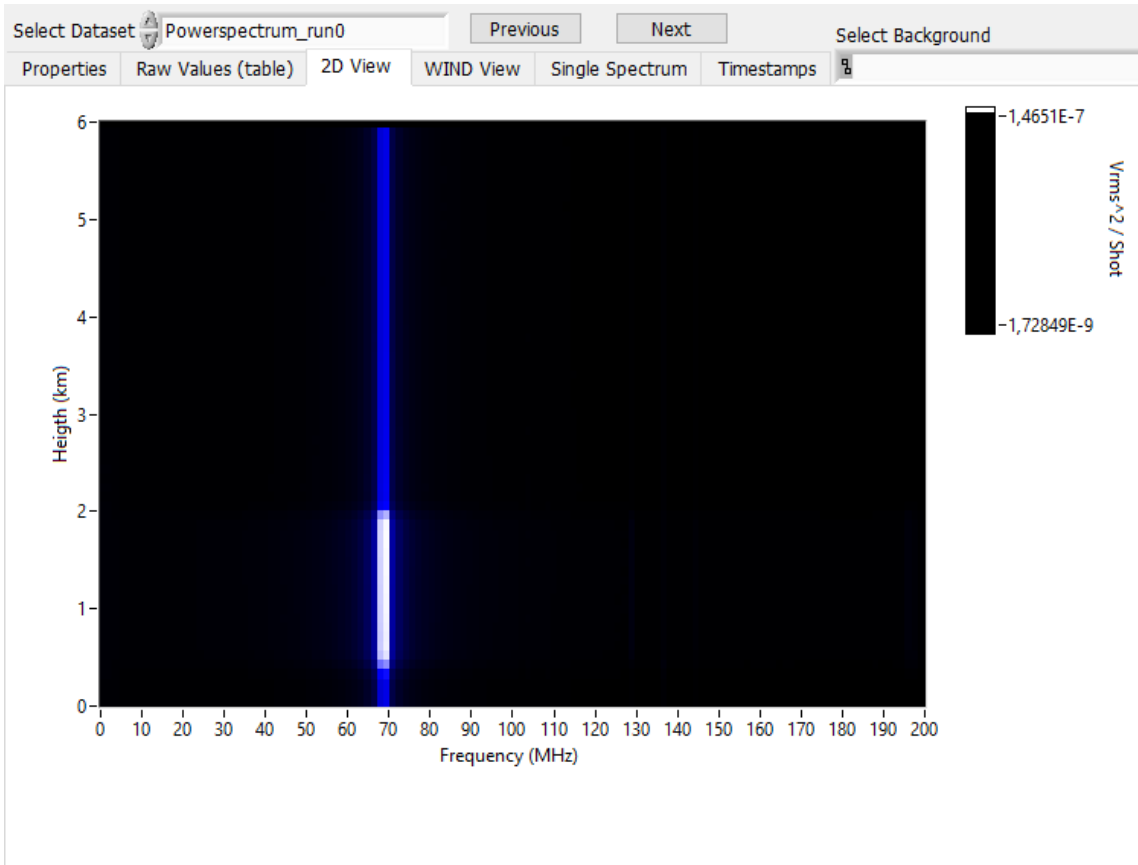 Select Dataset Powerspectrum_run0 Previous Next Select Background
Properties Raw Values (table) 2D View WIND View Single Spectrum Timestamps
6
5
4
3
2
1
0
Heigth (km)
0 10 20 30 40 50 60 70 80 90 100 110 120 130 140 150 160 170 180 190 200
Frequency (MHz)
1,4651E-7
1,72849E-9
Vrms^2 / Shot